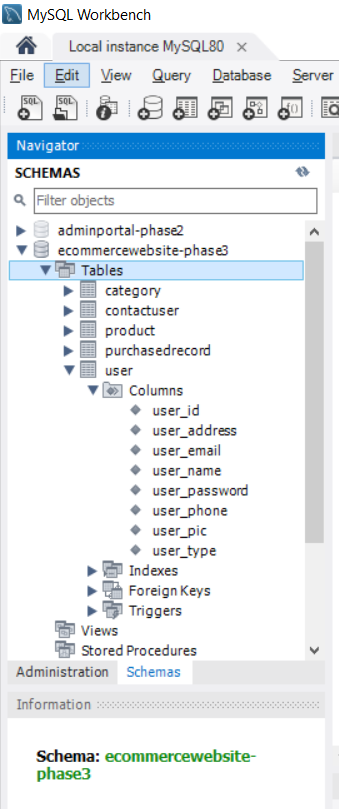 MySQL Workbench
Local instance MySQL80
File Edit View Query Database Server
SQL SQL
Navigator
SCHEMAS
Filter objects
adminportal-phase2
ecommercewebsite-phase3
Tables
category
contactuser
product
purchasedrecord
user
Columns
user_id
user_address
user_email
user_name
user_password
user_phone
user_pic
user_type
Indexes
Foreign Keys
Triggers
Views
Stored Procedures
Administration Schemas
Information
Schema: ecommercewebsite-
phase3